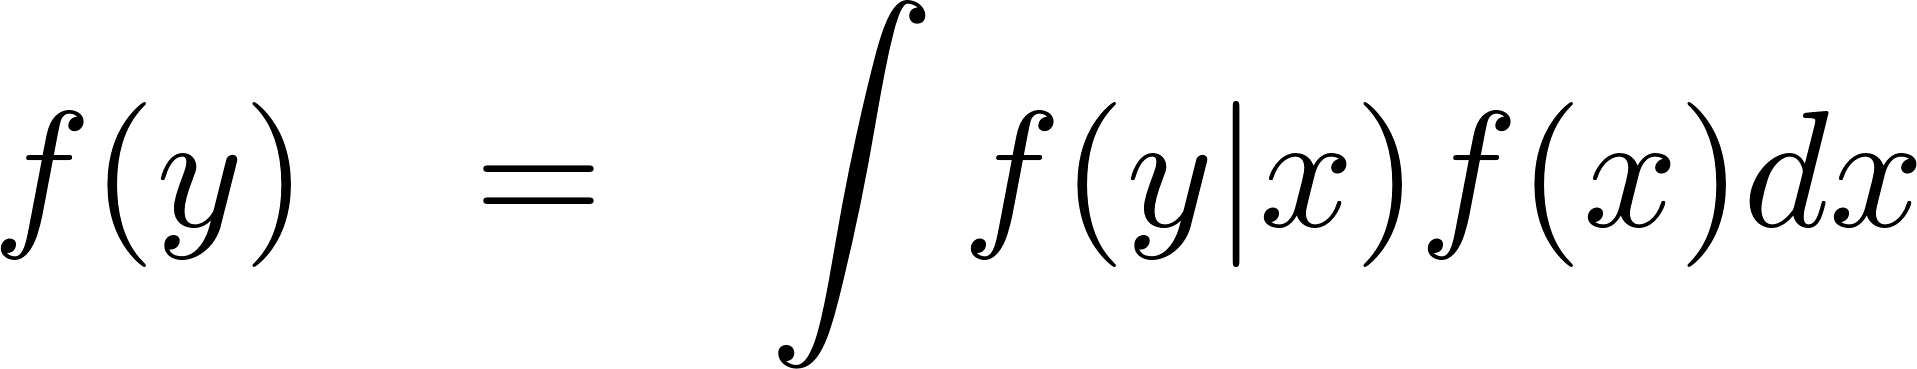 f(y) = ∫ f(y|x)f(x)dx